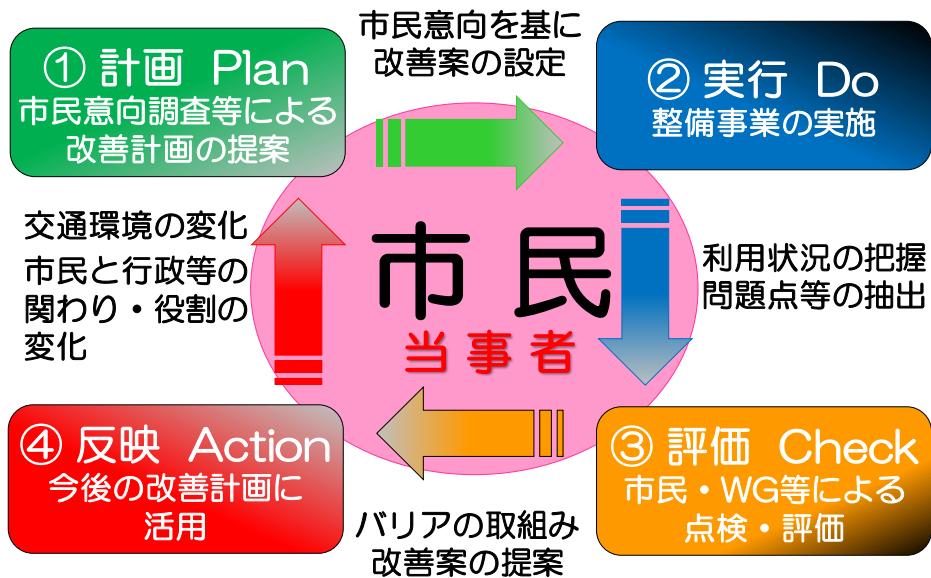 ① 計画 Plan
市民意向調査等による
改善計画の提案
市民意向を基に
改善案の設定
② 実行 Do
整備事業の実施
交通環境の変化
市民と行政等の
関わり・役割の
変化
市民
当事者
利用状況の把握
問題点等の抽出
④ 反映 Action
今後の改善計画に
活用
バリアの取組み
改善案の提案
③ 評価 Check
市民・WG等による
点検・評価